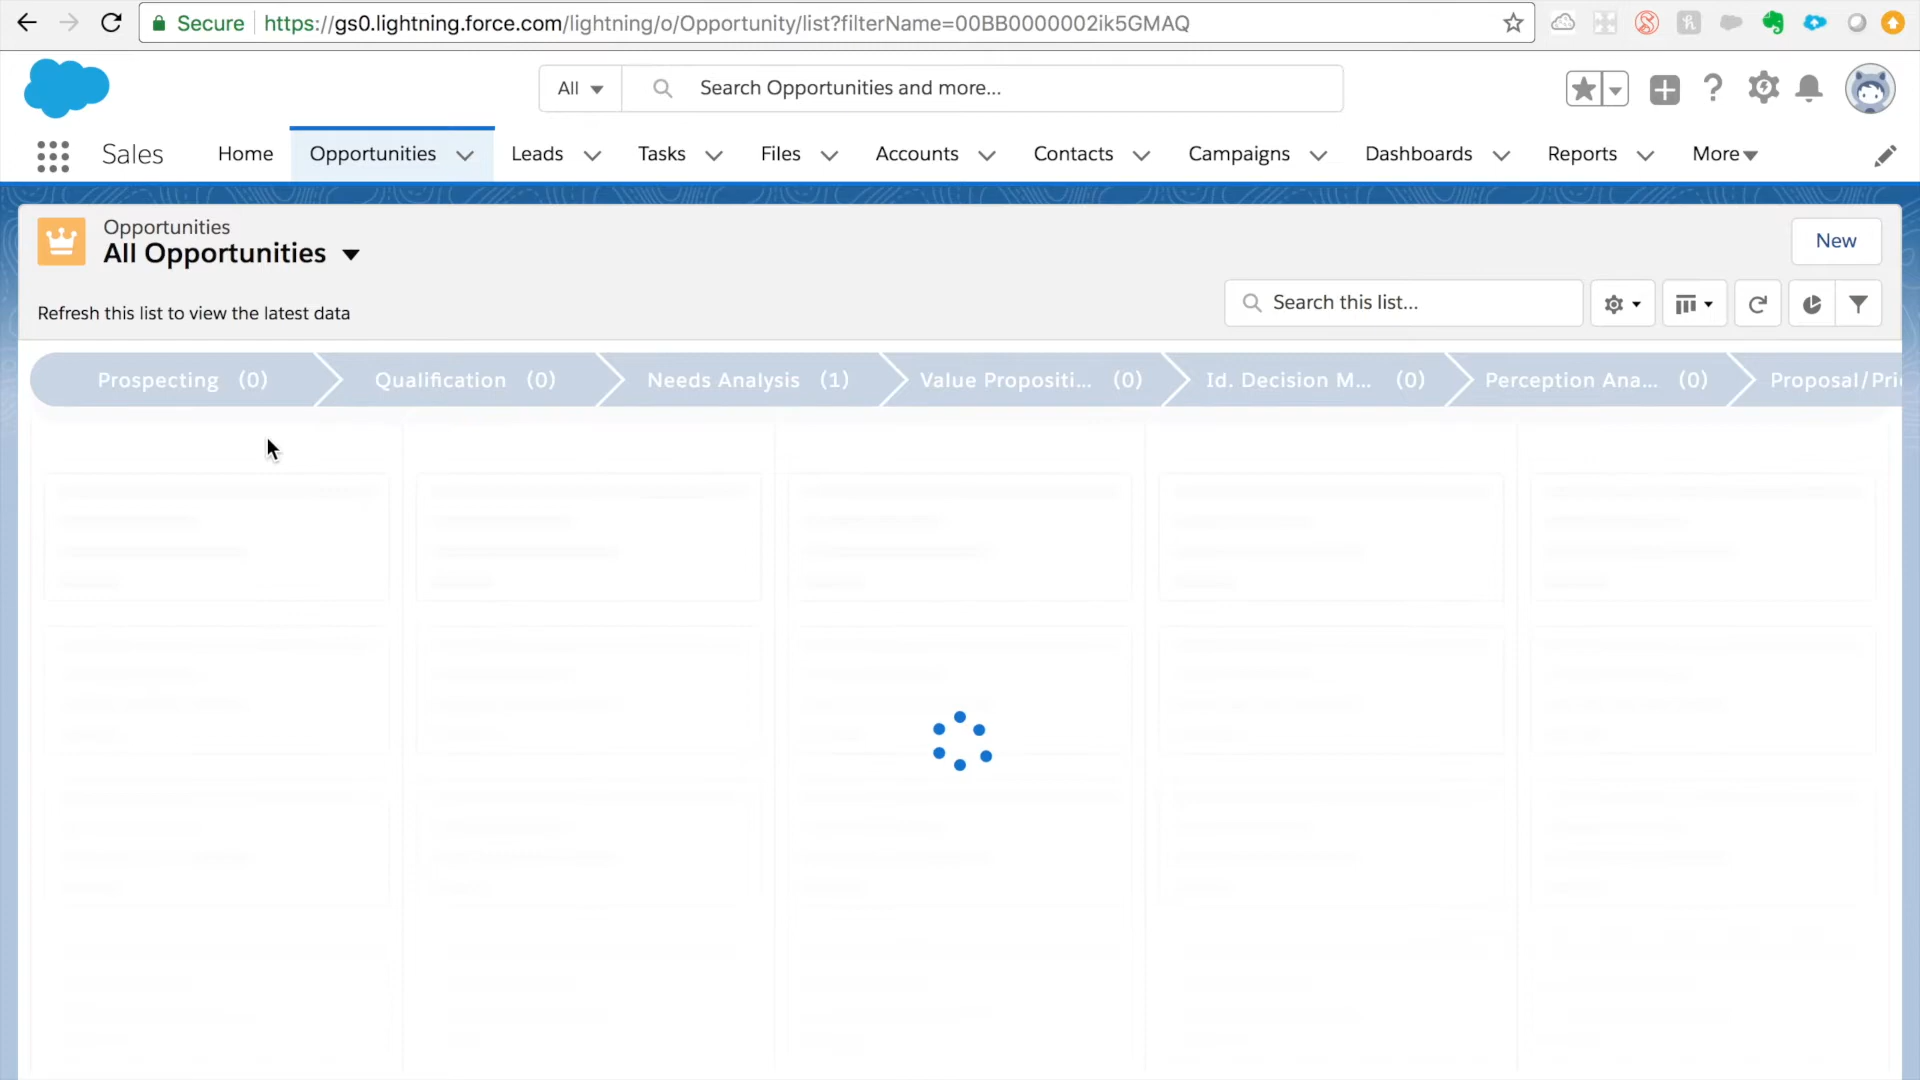 Secure https://gs0.lightning.force.com/lightning/o/Opportunity/list?filterName=00BB0000002ik5GMAQ
All Search Opportunities and more...
Sales Home Opportunities Leads Tasks Files Accounts Contacts Campaigns Dashboards Reports More
Opportunities
All Opportunities
New
Refresh this list to view the latest data
Search this list...
Prospecting (0) Qualification (0) Needs Analysis (1) Value Propositi... (0) Id. Decision M... (0) Perception Ana... (0) Proposal/Pri